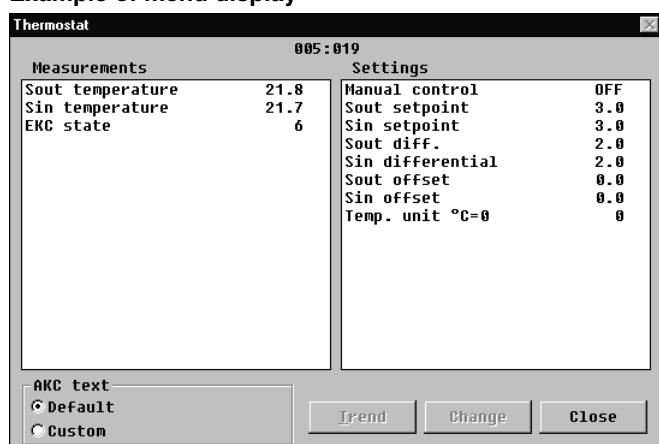 Example of menu display
Thermostat
005:019
Measurements
Sout temperature 21.8
Sin temperature 21.7
EKC state 6
Settings
Manual control OFF
Sout setpoint 3.0
Sin setpoint 3.0
Sout diff. 2.0
Sin differential 2.0
Sout offset 0.0
Sin offset 0.0
Temp. unit °C=0 0
AKC text
Default
Custom
Trend
Change
Close